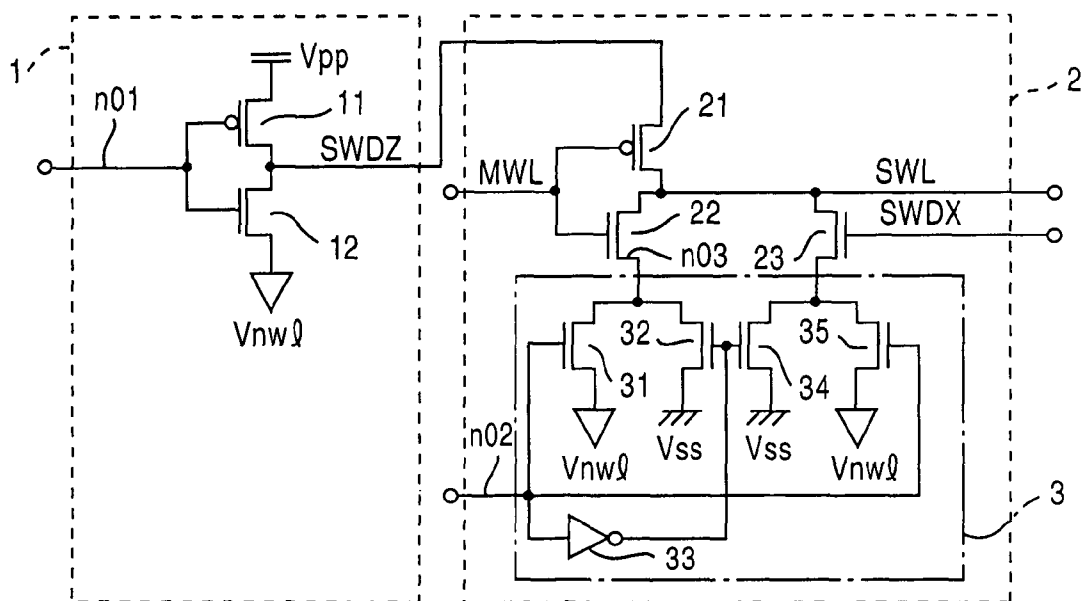 1
Vpp
n01
11
SWDZ
12
Vnwℓ
2
21
MWL
SWL
22
SWDX
n03
23
32
35
31
34
n02
Vnwℓ
Vss
Vss
Vnwℓ
3
33